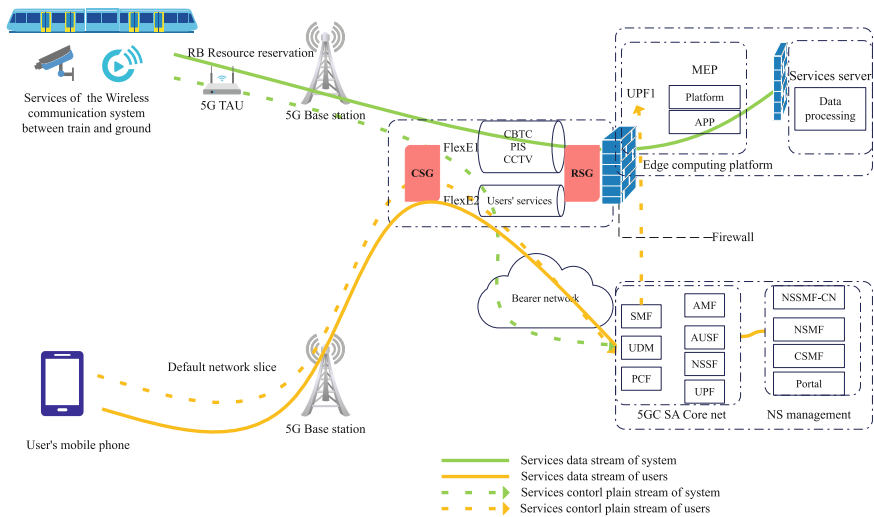 RB Resource reservation
5G TAU
5G Base station
Services of the Wireless
communication system
between train and ground
MEP
UPF1
Platform
APP
Services server
Data
processing
Edge computing platform
FlexE1
CBTC
PIS
CCTV
CSG
RSG
FlexE2
Users' services
Firewall
Bearer network
SMF
UDM
PCF
AMF
AUSF
NSSF
UPF
5GC SA Core net
NSSMF-CN
NSMF
CSMF
Portal
NS management
Default network slice
5G Base station
User's mobile phone
Services data stream of system
Services data stream of users
Services contorl plain stream of system
Services contorl plain stream of users